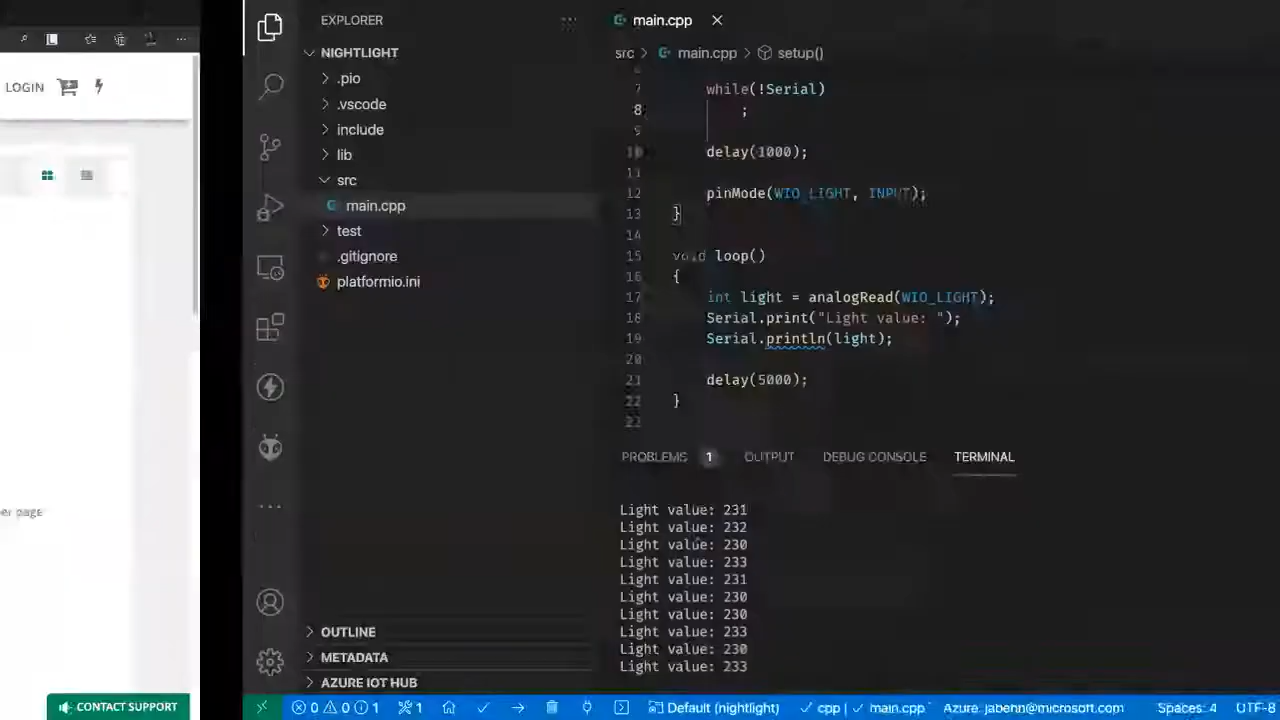 LOGIN
er page
CONTACT SUPPORT
EXPLORER
NIGHTLIGHT
.pio
.vscode
include
lib
src
main.cpp
test
.gitignore
platformio.ini
OUTLINE
METADATA
AZURE IOT HUB
main.cpp
src > main.cpp > setup()
7 while(!Serial)
8 ;
9
10 delay(1000);
11
12 pinMode(WIO_LIGHT, INPUT);
13 }
14
15 void loop()
16 {
17 int light = analogRead(WIO_LIGHT);
18 Serial.print("Light value: ");
19 Serial.println(light);
20
21 delay(5000);
22 }
23
PROBLEMS 1 OUTPUT DEBUG CONSOLE TERMINAL
Light value: 231
Light value: 232
Light value: 230
Light value: 233
Light value: 231
Light value: 230
Light value: 230
Light value: 233
Light value: 230
Light value: 233
0 0 1 1 Default (nightlight) cpp | main.cpp Azure: jabenn@microsoft.com Spaces: 4 UTF-8